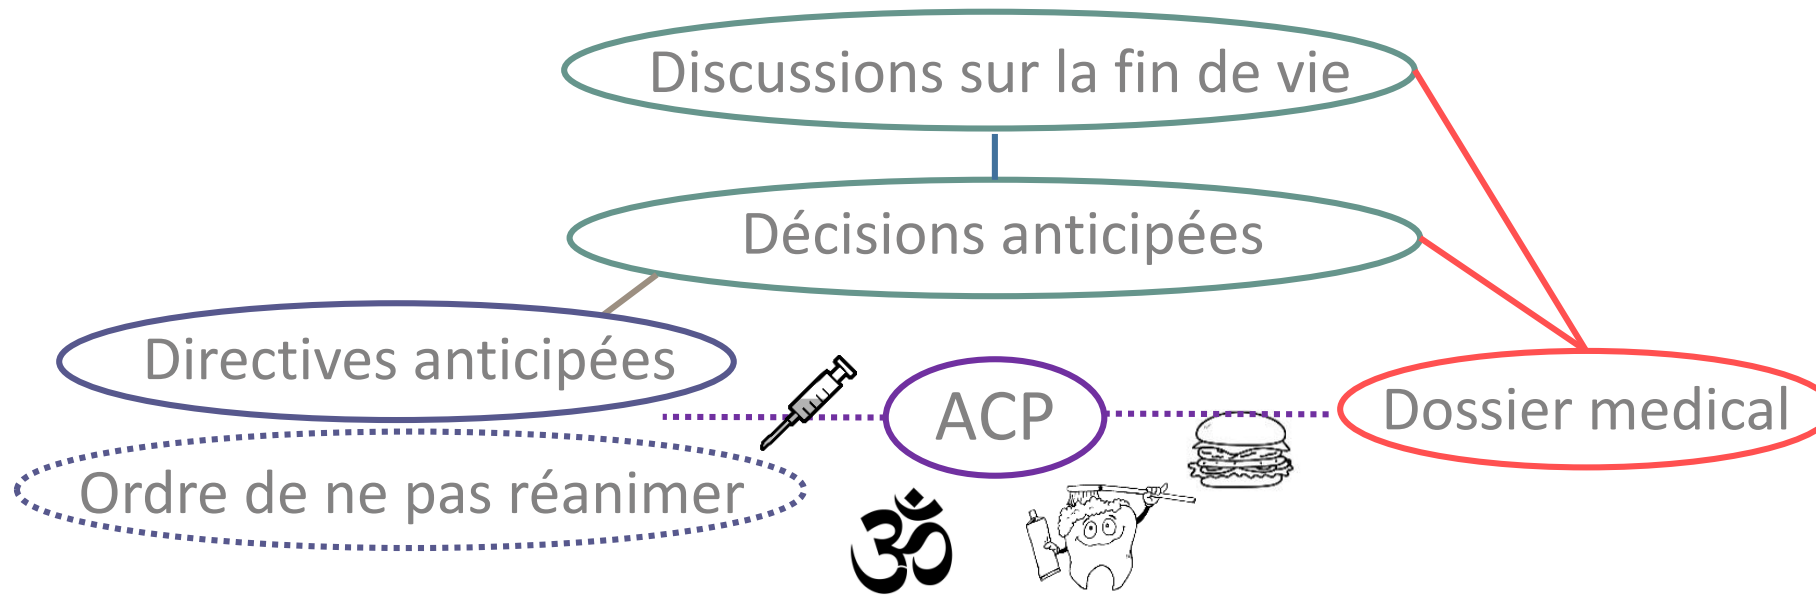 Discussions sur la fin de vie
Décisions anticipées
Directives anticipées
ACP
Dossier medical
Ordre de ne pas réanimer
ॐ